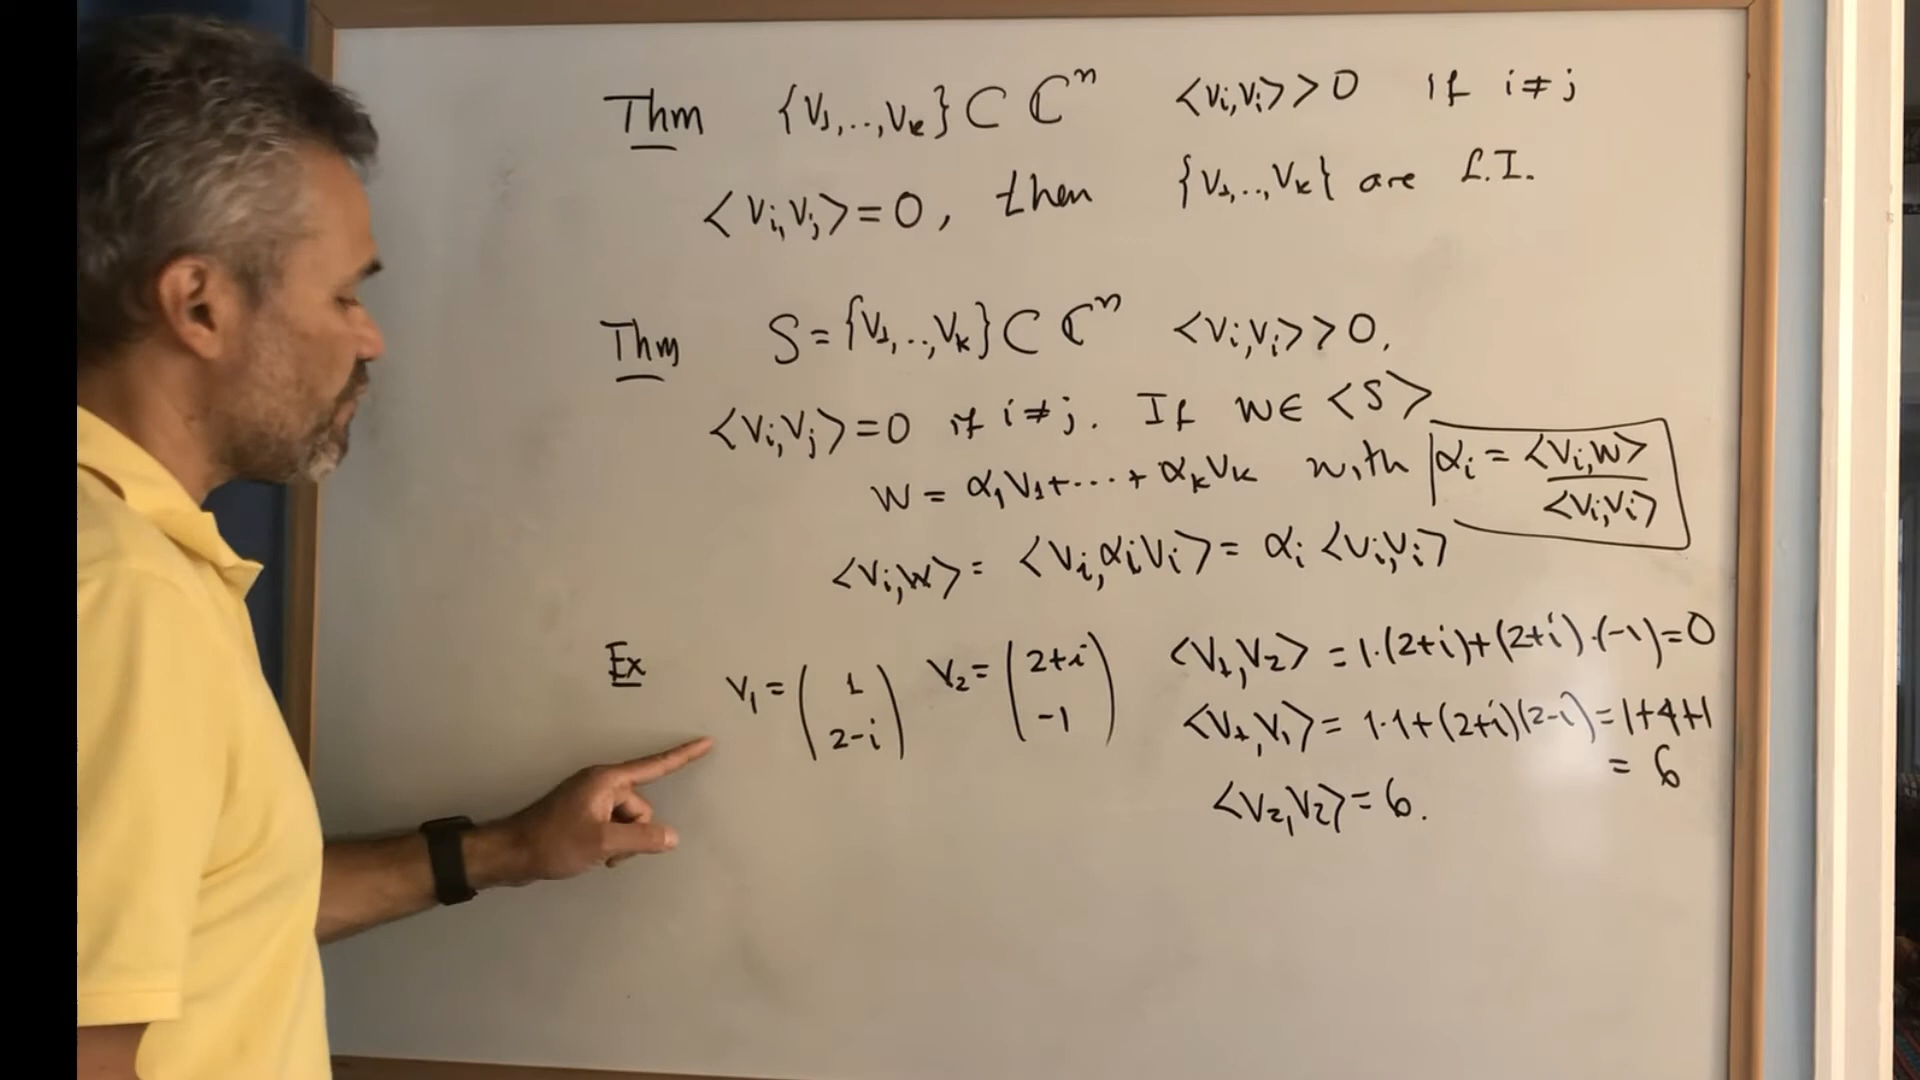 Thm {v₁,..,vₖ} ⊂ ℂⁿ <vᵢ,vᵢ> > 0 if i≠j
<vᵢ,vⱼ>=0, then {v₁,..,vₖ} are L.I.
Thm S={v₁,..,vₖ} ⊂ ℂⁿ <vᵢ,vᵢ> > 0,
<vᵢ,vⱼ>=0 if i≠j. If w∈ <S>
w = α₁v₁+···+αₖvₖ with αᵢ = <vᵢ,w>/<vᵢ,vᵢ>
<vᵢ,w> = <vᵢ,αᵢvᵢ> = αᵢ <vᵢ,vᵢ>
Ex v₁ = (1 2-i) v₂ = (2+i -1) <v₁,v₂> = 1·(2+i)+(2+i)·(-1)=0
<v₁,v₁> = 1·1+(2+i)(2-i)=1+4+1
= 6
<v₂,v₂> = 6.